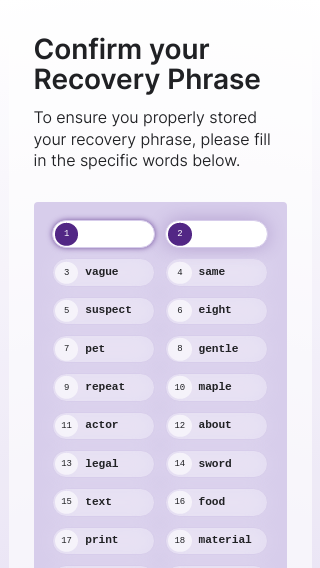 Confirm your
Recovery Phrase
To ensure you properly stored
your recovery phrase, please fill
in the specific words below.
1 2
3 vague 4 same
5 suspect 6 eight
7 pet 8 gentle
9 repeat 10 maple
11 actor 12 about
13 legal 14 sword
15 text 16 food
17 print 18 material